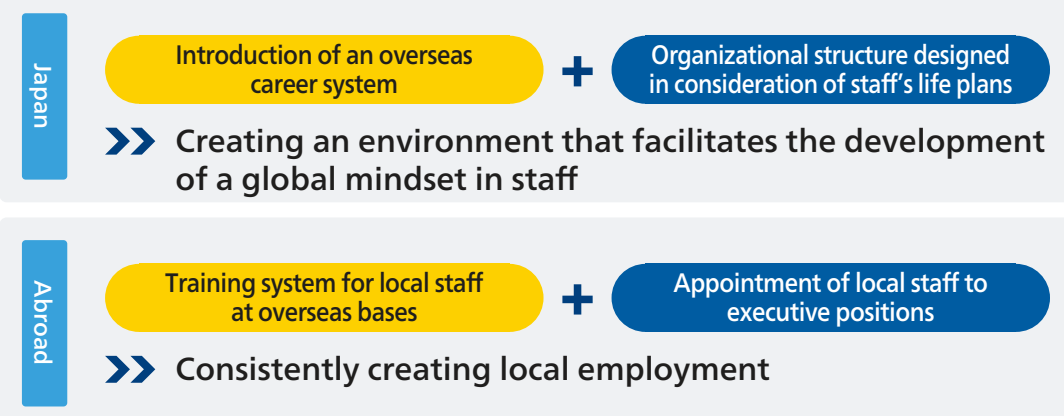 Japan
Introduction of an overseas
career system
+
Organizational structure designed
in consideration of staff's life plans
Creating an environment that facilitates the development
of a global mindset in staff
Abroad
Training system for local staff
at overseas bases
+
Appointment of local staff to
executive positions
Consistently creating local employment